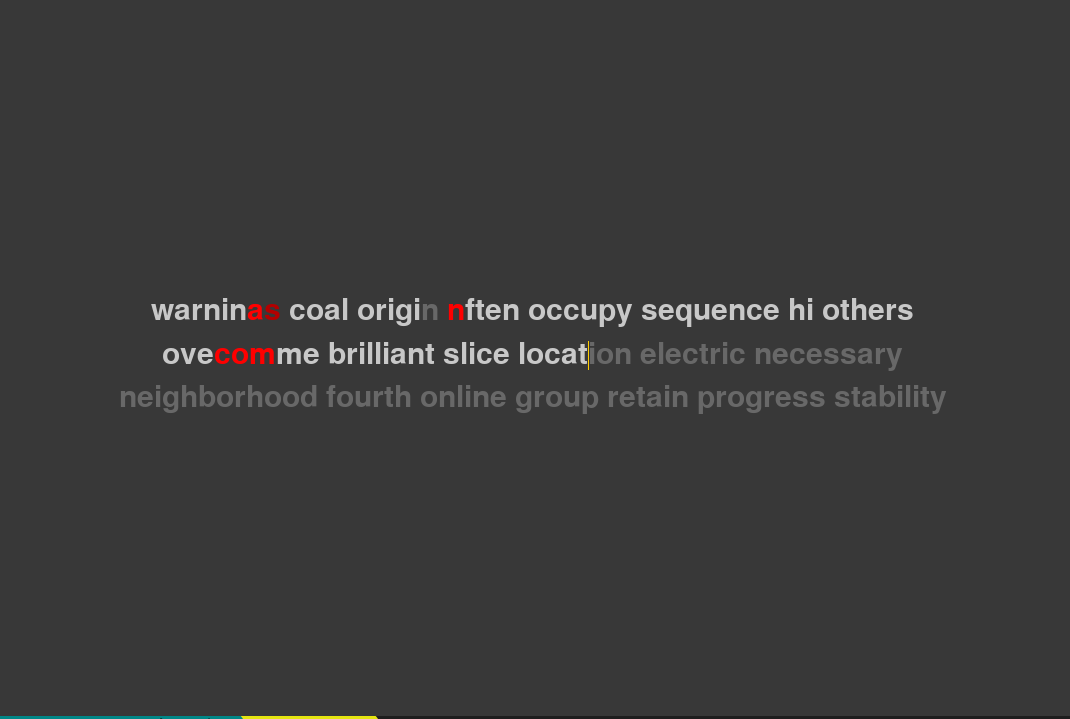 warninas coal origin nften occupy sequence hi others
ovecomme brilliant slice location electric necessary
neighborhood fourth online group retain progress stability